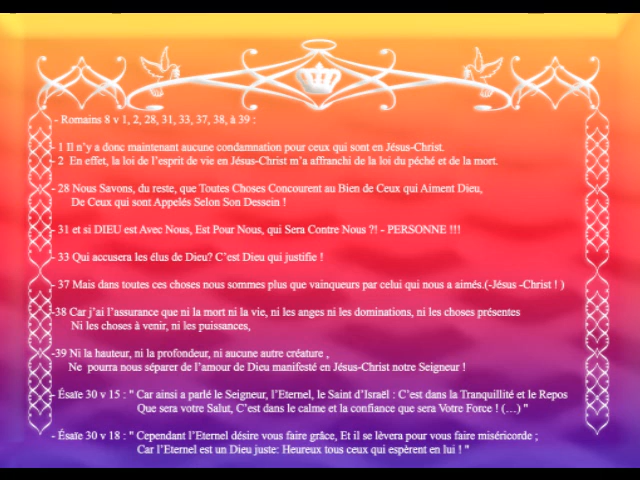 - Romains 8 v 1, 2, 28, 31, 33, 37, 38, à 39 :
- 1 Il n’y a donc maintenant aucune condamnation pour ceux qui sont en Jésus-Christ.
- 2 En effet, la loi de l’esprit de vie en Jésus-Christ m’a affranchi de la loi du péché et de la mort.
- 28 Nous Savons, du reste, que Toutes Choses Concourent au Bien de Ceux qui Aiment Dieu,
De Ceux qui sont Appelés Selon Son Dessein !
- 31 et si DIEU est Avec Nous, Est Pour Nous, qui Sera Contre Nous ?! - PERSONNE !!!
- 33 Qui accusera les élus de Dieu? C’est Dieu qui justifie !
- 37 Mais dans toutes ces choses nous sommes plus que vainqueurs par celui qui nous a aimés.(-Jésus -Christ ! )
-38 Car j’ai l’assurance que ni la mort ni la vie, ni les anges ni les dominations, ni les choses présentes
Ni les choses à venir, ni les puissances,
-39 Ni la hauteur, ni la profondeur, ni aucune autre créature ,
Ne pourra nous séparer de l’amour de Dieu manifesté en Jésus-Christ notre Seigneur !
- Ésaïe 30 v 15 : " Car ainsi a parlé le Seigneur, l’Eternel, le Saint d’Israël : C’est dans la Tranquillité et le Repos
Que sera votre Salut, C’est dans le calme et la confiance que sera Votre Force ! (…) "
- Ésaïe 30 v 18 : " Cependant l’Eternel désire vous faire grâce, Et il se lèvera pour vous faire miséricorde ;
Car l’Eternel est un Dieu juste: Heureux tous ceux qui espèrent en lui ! "